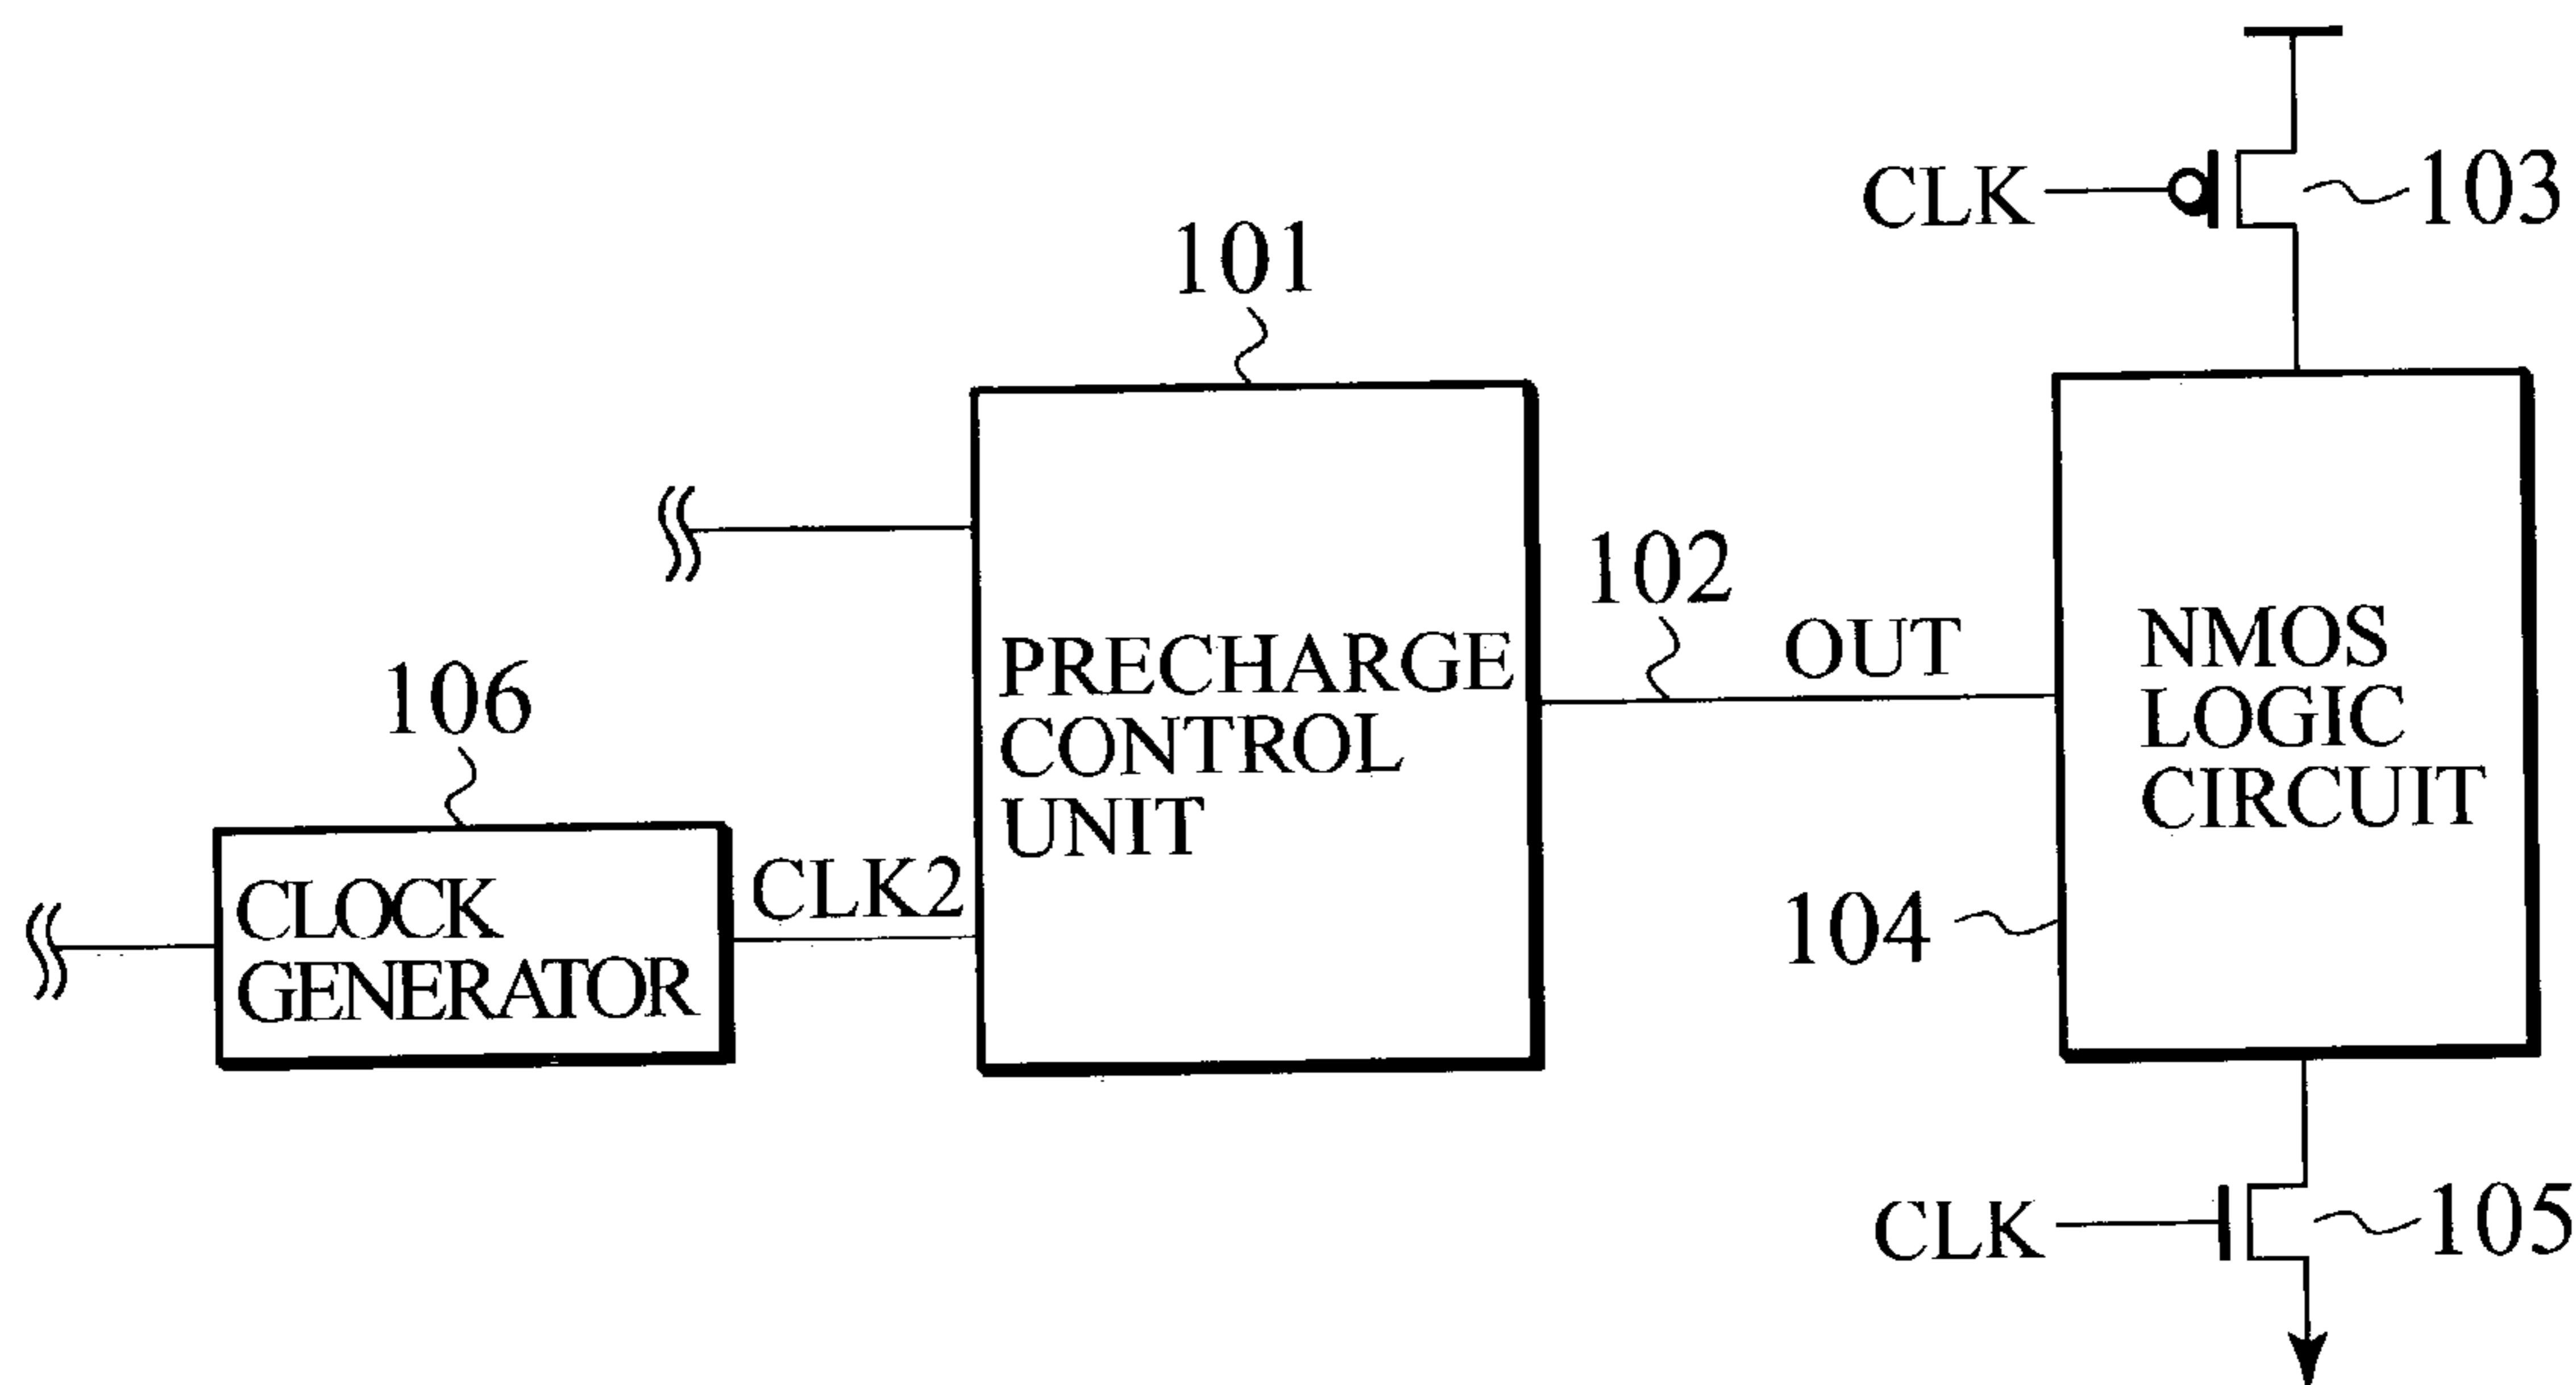 CLK
103
101
102
OUT
PRECHARGE
CONTROL
UNIT
NMOS
LOGIC
CIRCUIT
106
CLOCK
GENERATOR
CLK2
104
CLK
105